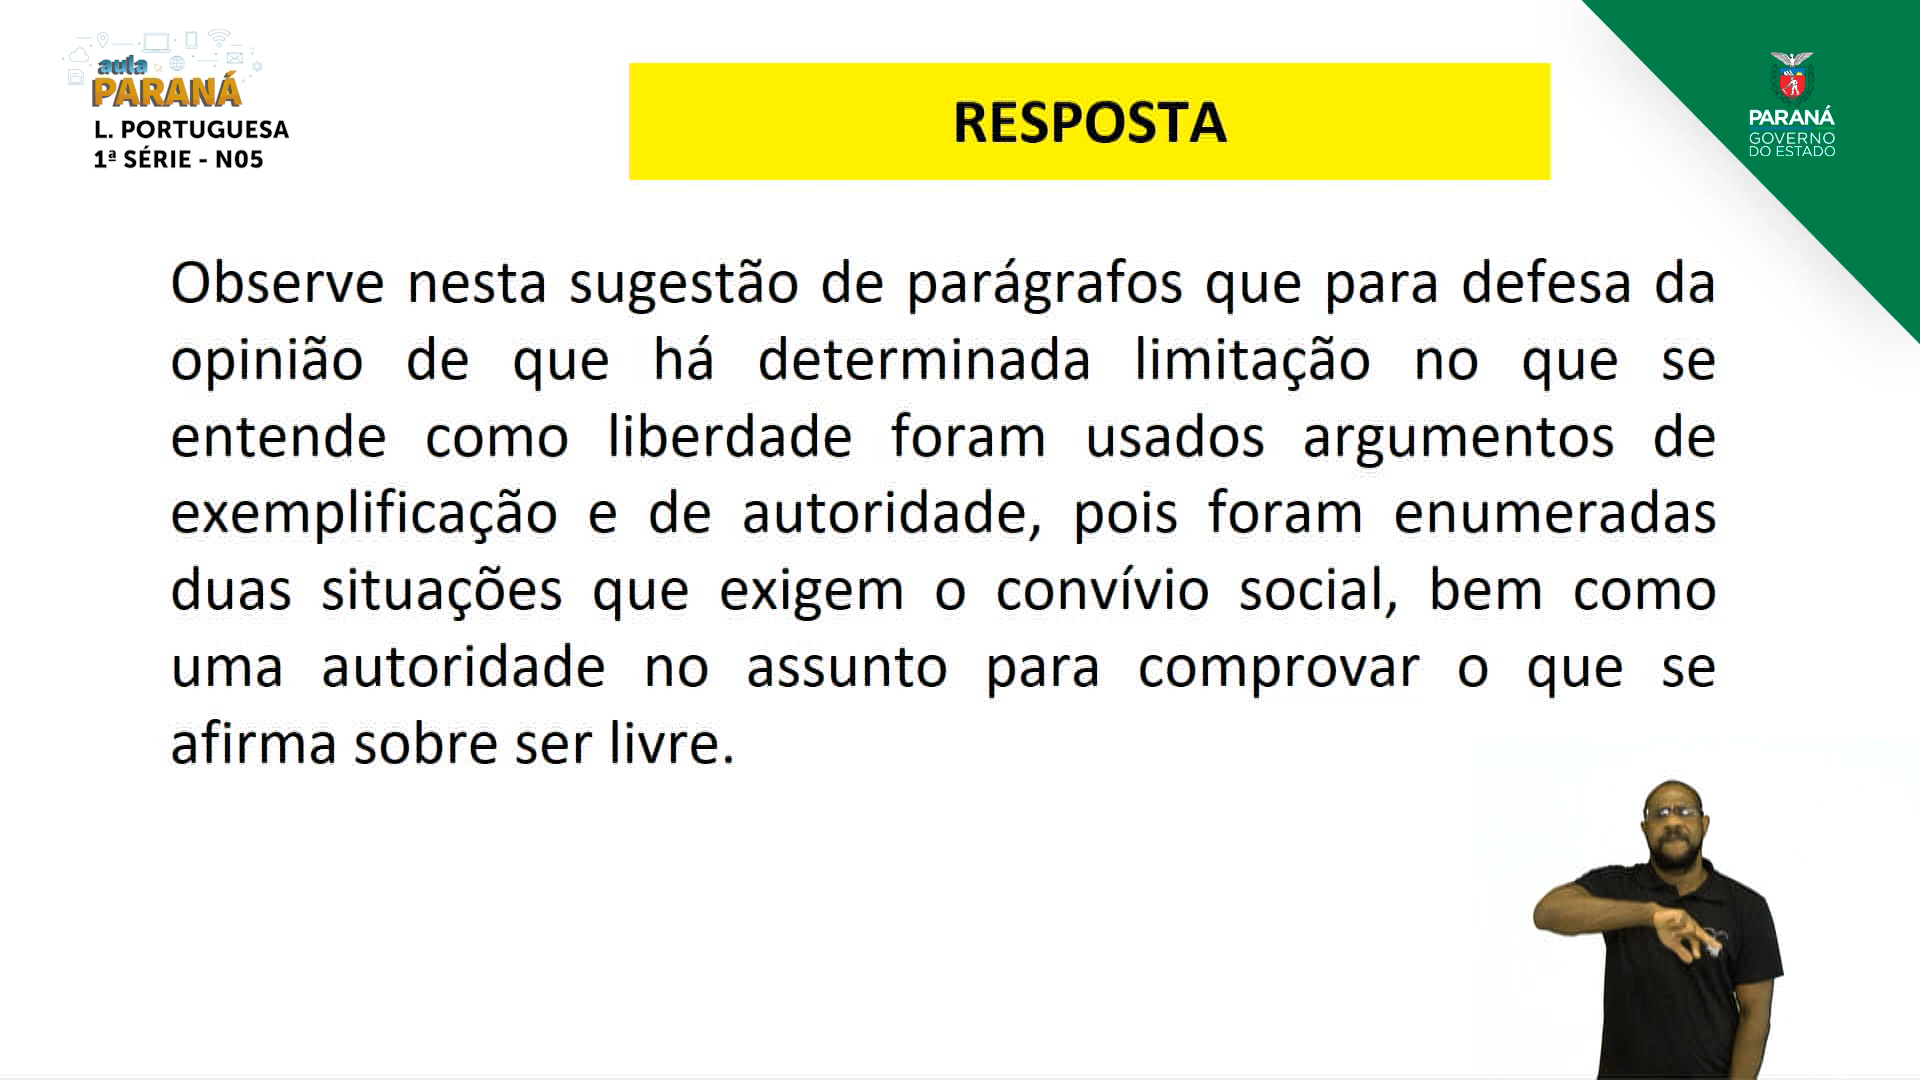 aula
PARANÁ
L. PORTUGUESA
1ª SÉRIE - N05
RESPOSTA
PARANÁ
GOVERNO
DO ESTADO
Observe nesta sugestão de parágrafos que para defesa da
opinião de que há determinada limitação no que se
entende como liberdade foram usados argumentos de
exemplificação e de autoridade, pois foram enumeradas
duas situações que exigem o convívio social, bem como
uma autoridade no assunto para comprovar o que se
afirma sobre ser livre.